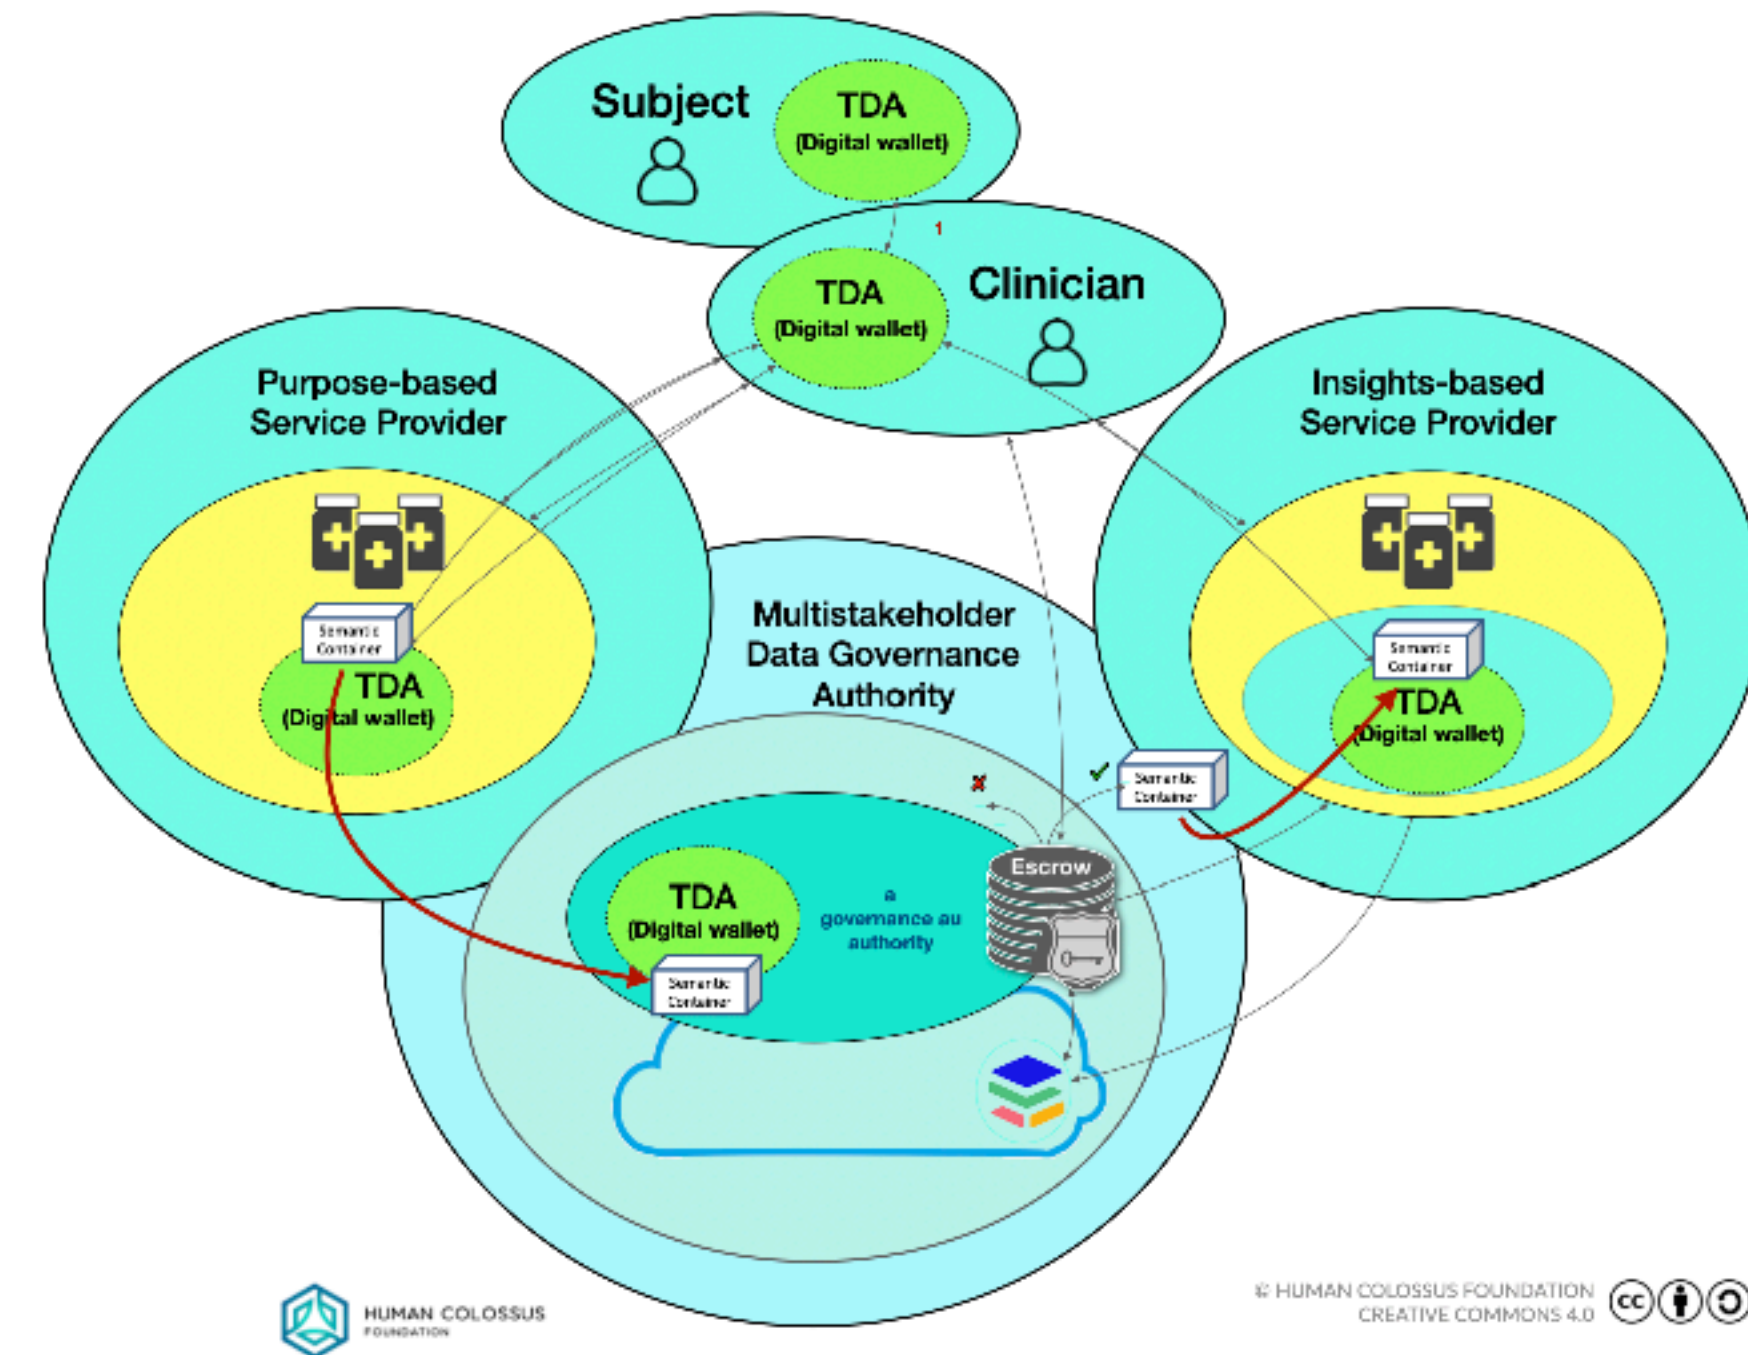 Subject
TDA
(Digital wallet)
1
TDA
(Digital wallet)
Clinician
Purpose-based
Service Provider
Semantic
Container
TDA
(Digital wallet)
Insights-based
Service Provider
Semantic
Container
TDA
(Digital wallet)
Multistakeholder
Data Governance
Authority
Semantic
Container
Escrow
TDA
(Digital wallet)
a
governance au
authority
Semantic
Container
HUMAN COLOSSUS
FOUNDATION
© HUMAN COLOSSUS FOUNDATION
CREATIVE COMMONS 4.0
cc